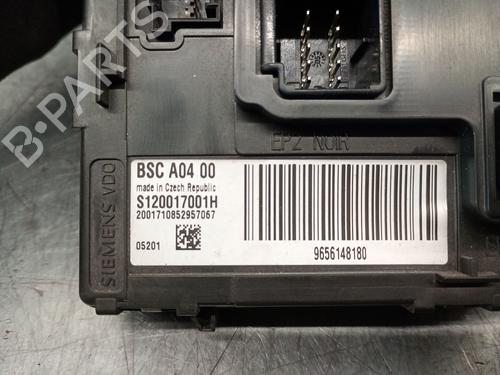 B-PARTS
EP2 NOIR
SIEMENS VDO
BSC A04 00
made in Czech Republic
S120017001H
2001710852957067
05201
9656148180